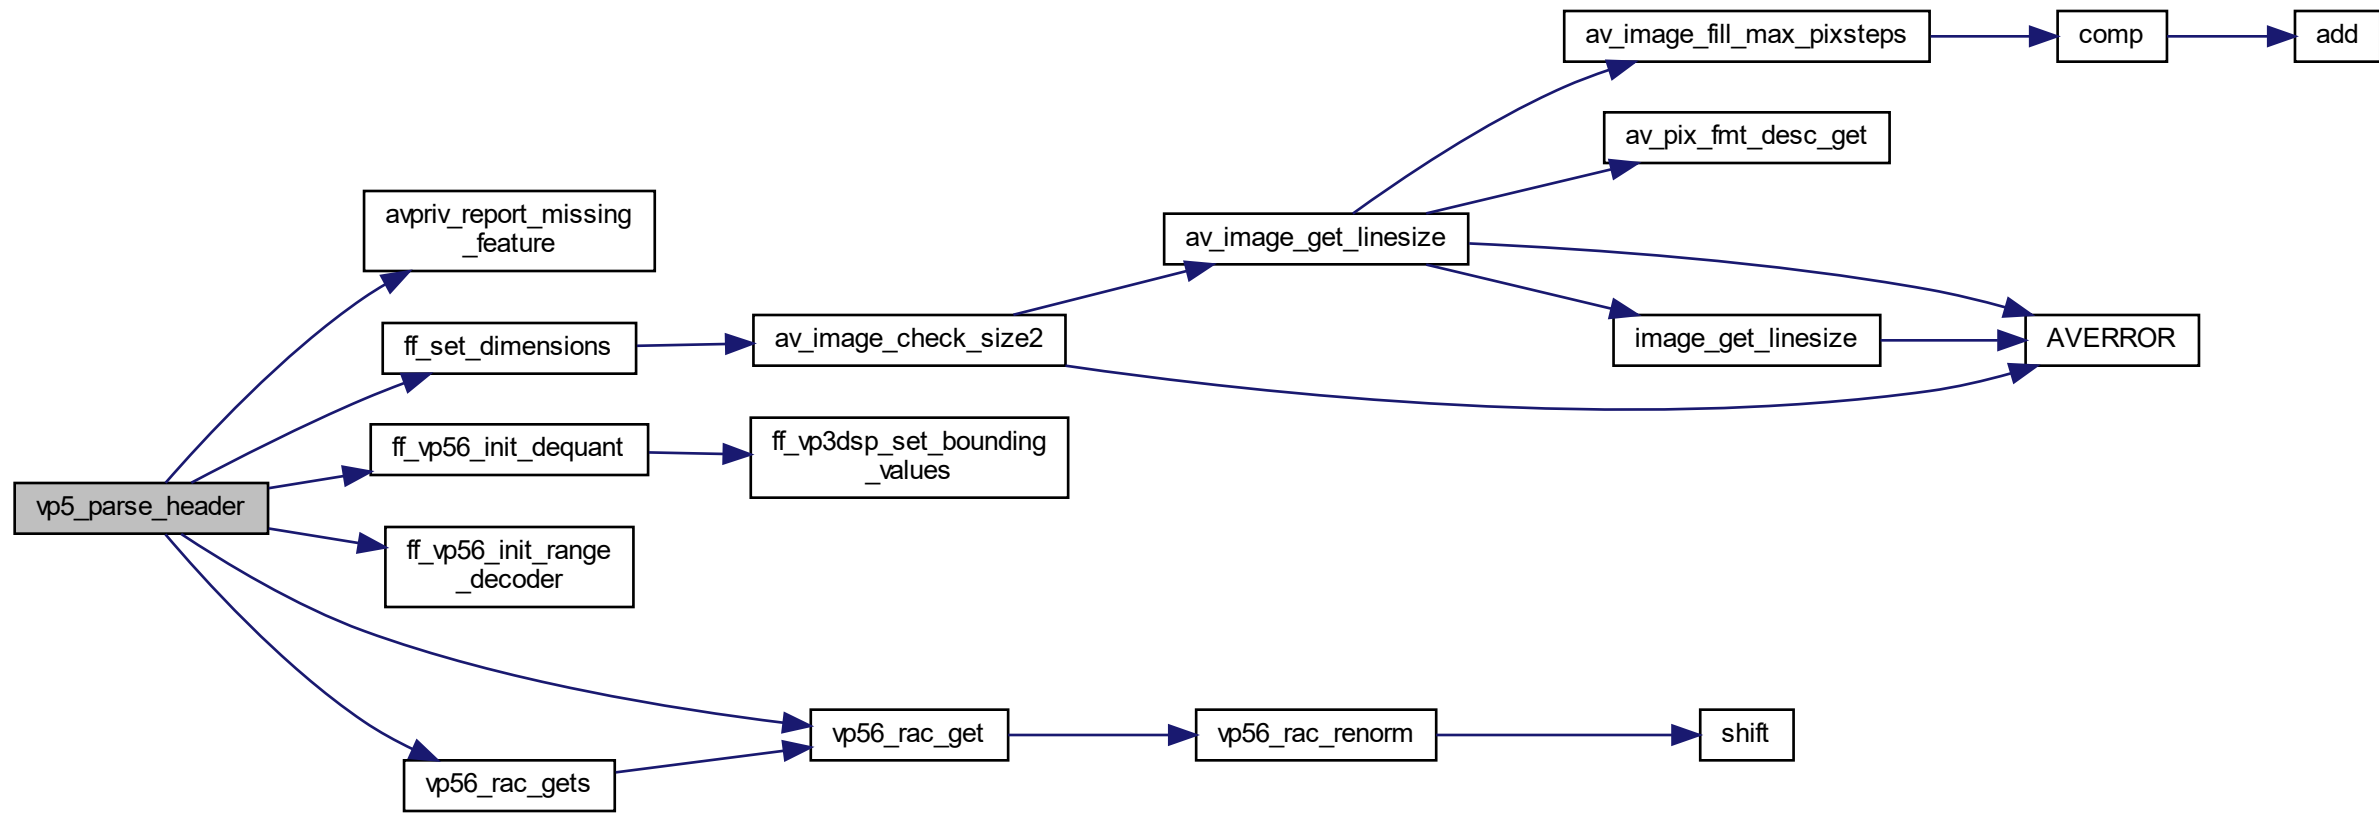 vp5_parse_header
avpriv_report_missing
_feature
ff_set_dimensions
ff_vp56_init_dequant
ff_vp56_init_range
_decoder
vp56_rac_gets
av_image_check_size2
ff_vp3dsp_set_bounding
_values
vp56_rac_get
av_image_get_linesize
vp56_rac_renorm
av_image_fill_max_pixsteps
av_pix_fmt_desc_get
image_get_linesize
shift
comp
AVERROR
add